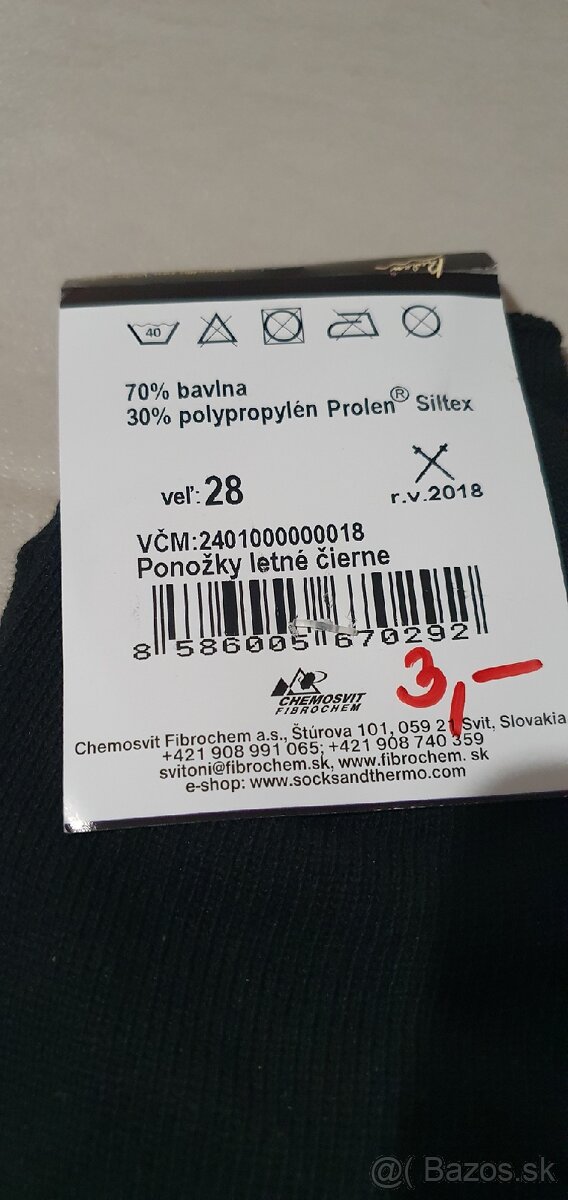 40
70% bavlna
30% polypropylén Prolen® Siltex
veľ: 28
r.v.2018
VČM:2401000000018
Ponožky letné čierne
8 586005 670292
3,-
CHEMOSVIT
FIBROCHEM
Chemosvit Fibrochem a.s., Štúrova 101, 059 21 Svit, Slovakia
+421 908 991 065; +421 908 740 359
svitoni@fibrochem.sk, www.fibrochem.sk
e-shop: www.socksandthermo.com
@( Bazos.sk